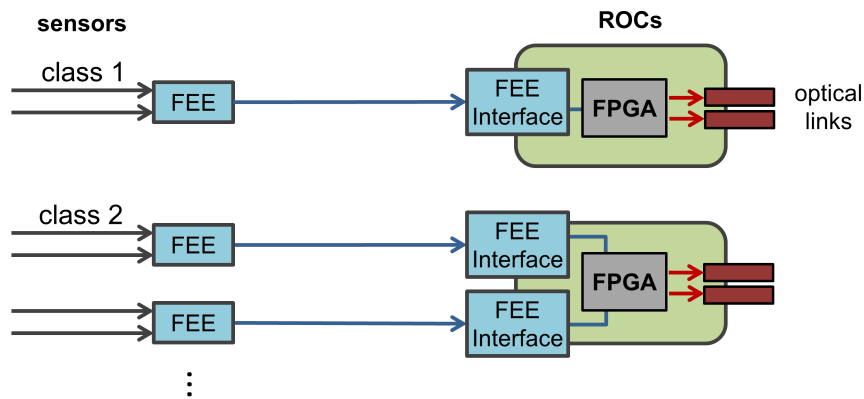 sensors
ROCs
class 1
FEE
FEE
Interface
FPGA
optical
links
class 2
FEE
FEE
Interface
FPGA
FEE
FEE
Interface